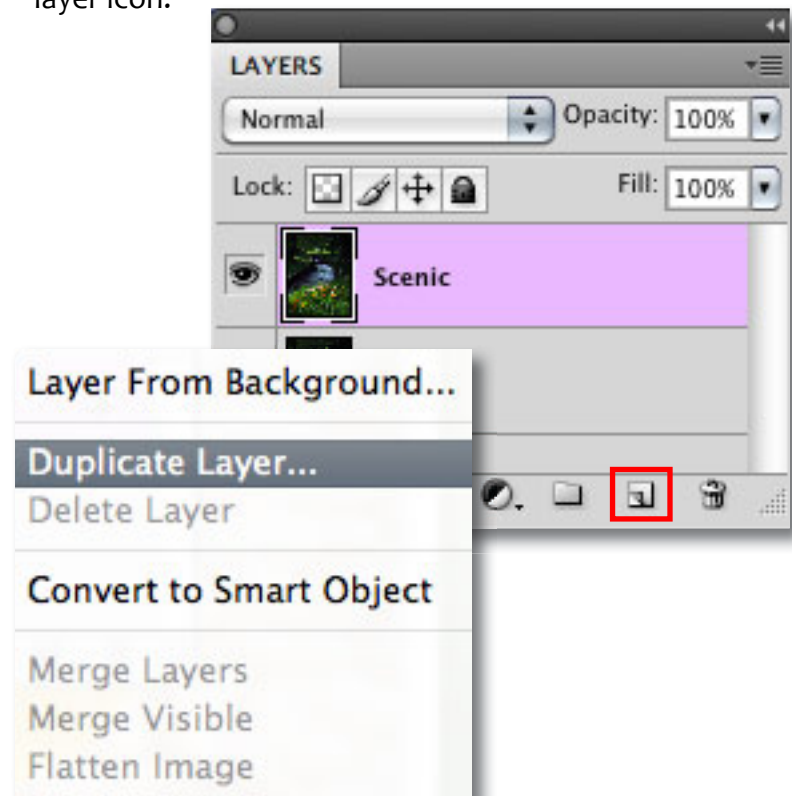 layer icon.
LAYERS
Normal
Opacity: 100%
Lock:
Fill: 100%
Scenic
Layer From Background...
Duplicate Layer...
Delete Layer
Convert to Smart Object
Merge Layers
Merge Visible
Flatten Image